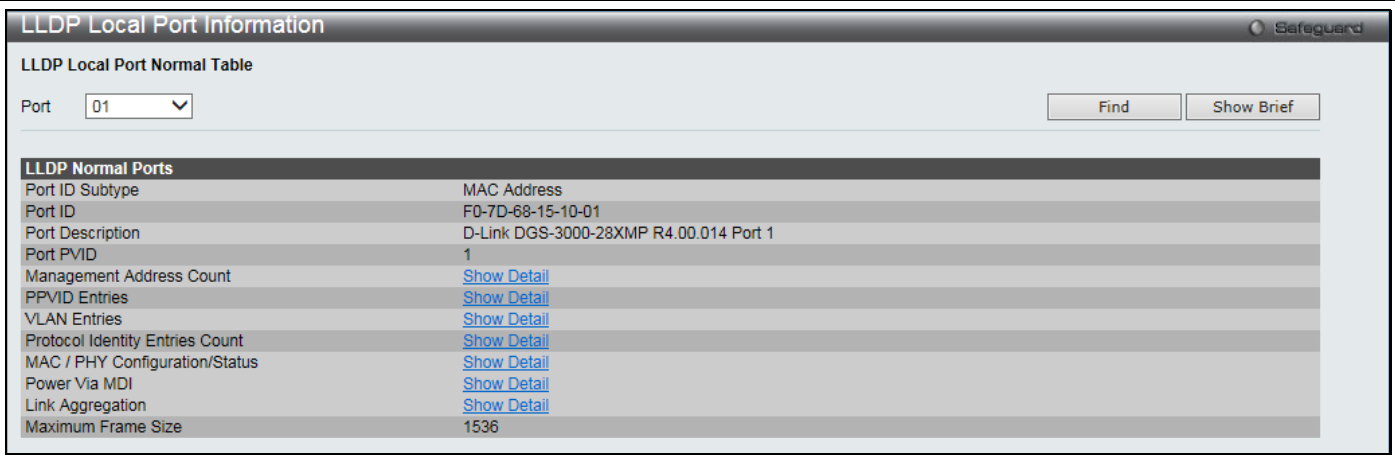 LLDP Local Port Information
Safeguard
LLDP Local Port Normal Table
Port 01 Find Show Brief
LLDP Normal Ports
Port ID Subtype MAC Address
Port ID F0-7D-68-15-10-01
Port Description D-Link DGS-3000-28XMP R4.00.014 Port 1
Port PVID 1
Management Address Count Show Detail
PPVID Entries Show Detail
VLAN Entries Show Detail
Protocol Identity Entries Count Show Detail
MAC / PHY Configuration/Status Show Detail
Power Via MDI Show Detail
Link Aggregation Show Detail
Maximum Frame Size 1536